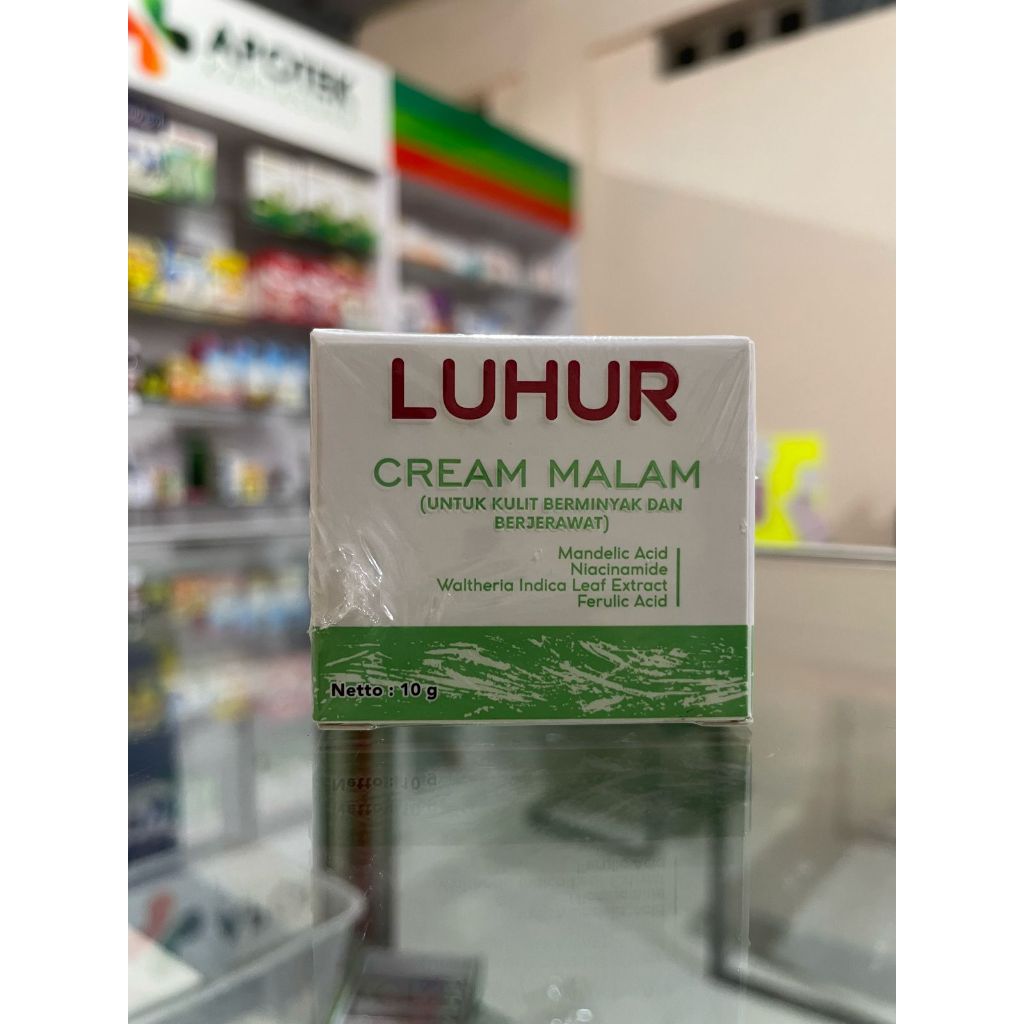 APOTEK
LUHUR
CREAM MALAM
(UNTUK KULIT BERMINYAK DAN
BERJERAWAT)
Mandelic Acid
Niacinamide
Waltheria Indica Leaf Extract
Ferulic Acid
Netto : 10 g